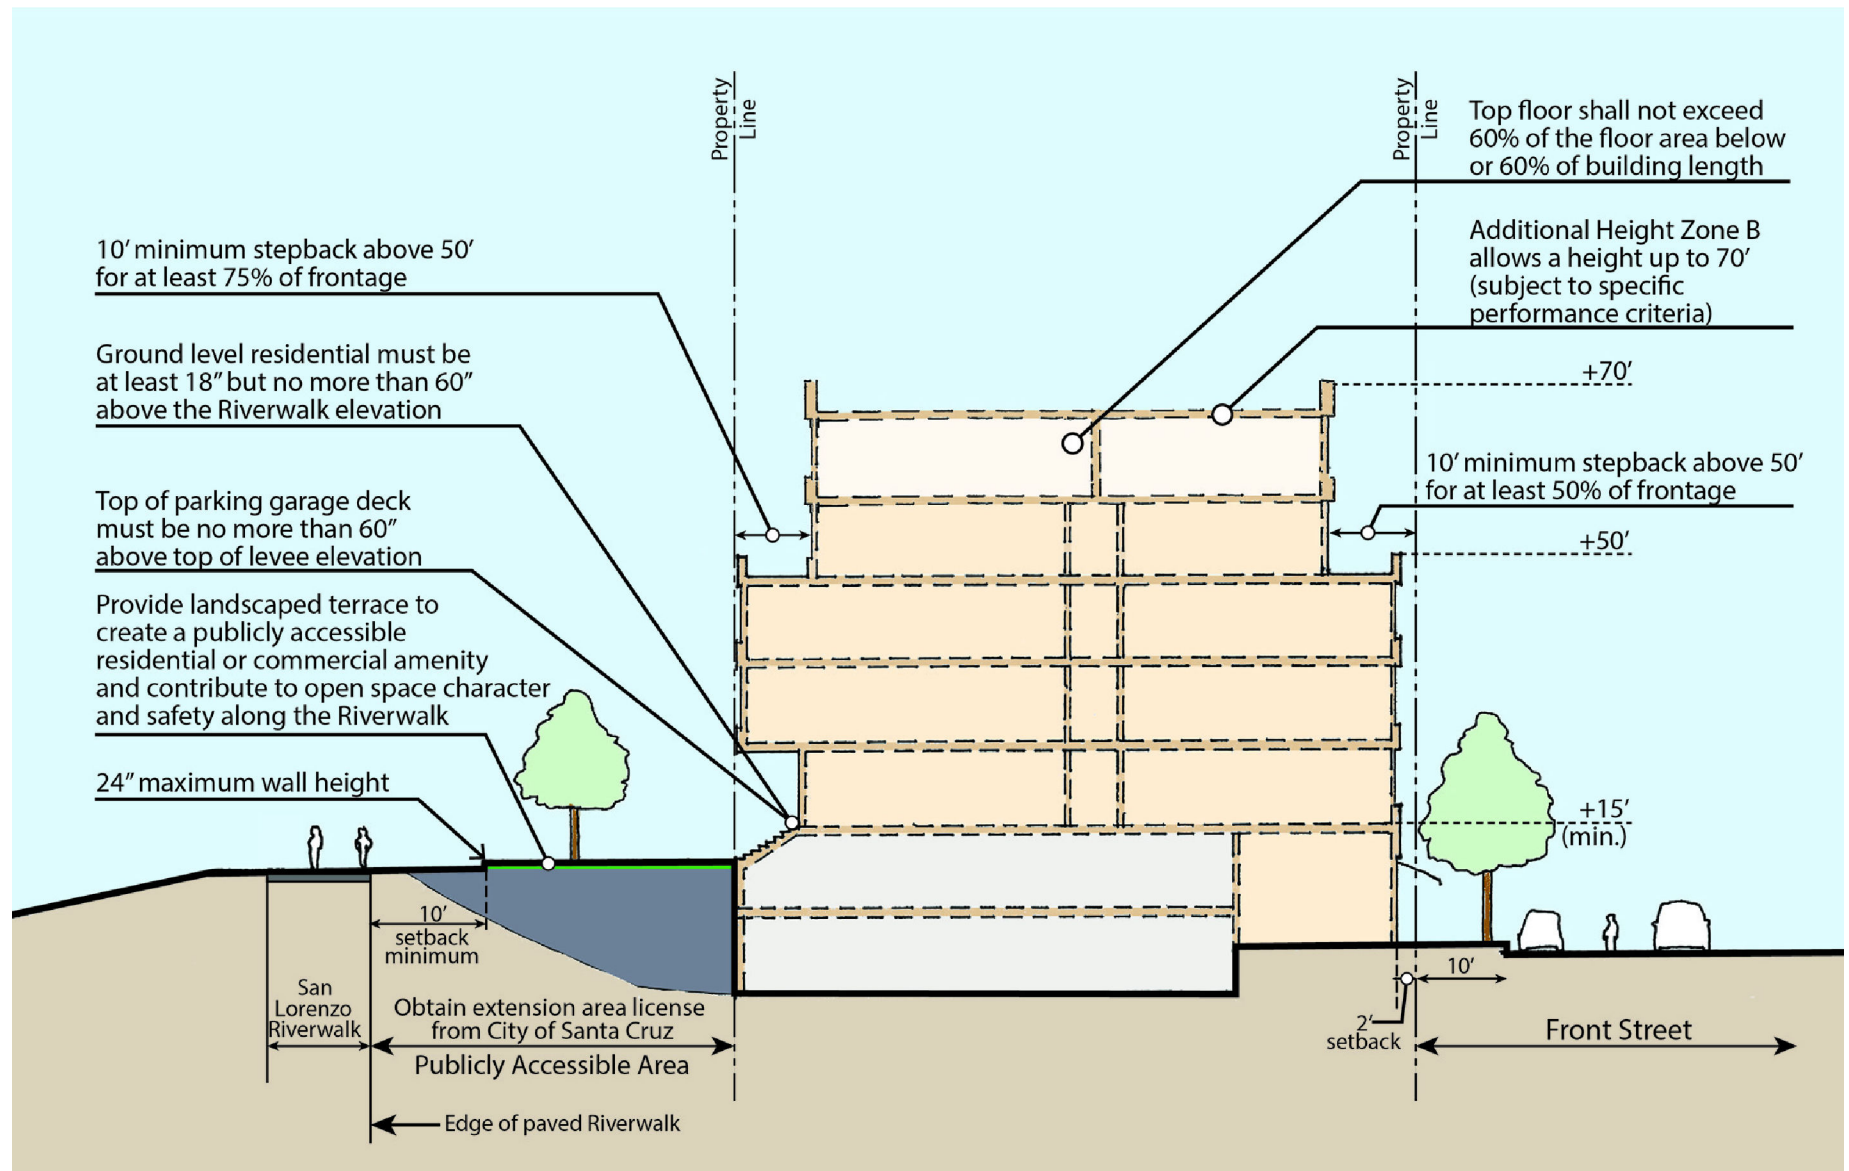 Property
Line
Property
Line
Top floor shall not exceed
60% of the floor area below
or 60% of building length
Additional Height Zone B
allows a height up to 70′
(subject to specific
performance criteria)
10′ minimum stepback above 50′
for at least 75% of frontage
Ground level residential must be
at least 18″ but no more than 60″
above the Riverwalk elevation
+70′
10′ minimum stepback above 50′
for at least 50% of frontage
Top of parking garage deck
must be no more than 60″
above top of levee elevation
+50′
Provide landscaped terrace to
create a publicly accessible
residential or commercial amenity
and contribute to open space character
and safety along the Riverwalk
24″ maximum wall height
+15′
(min.)
10′
setback
minimum
San
Lorenzo
Riverwalk
Obtain extension area license
from City of Santa Cruz
Publicly Accessible Area
Edge of paved Riverwalk
10′
2′
setback
Front Street